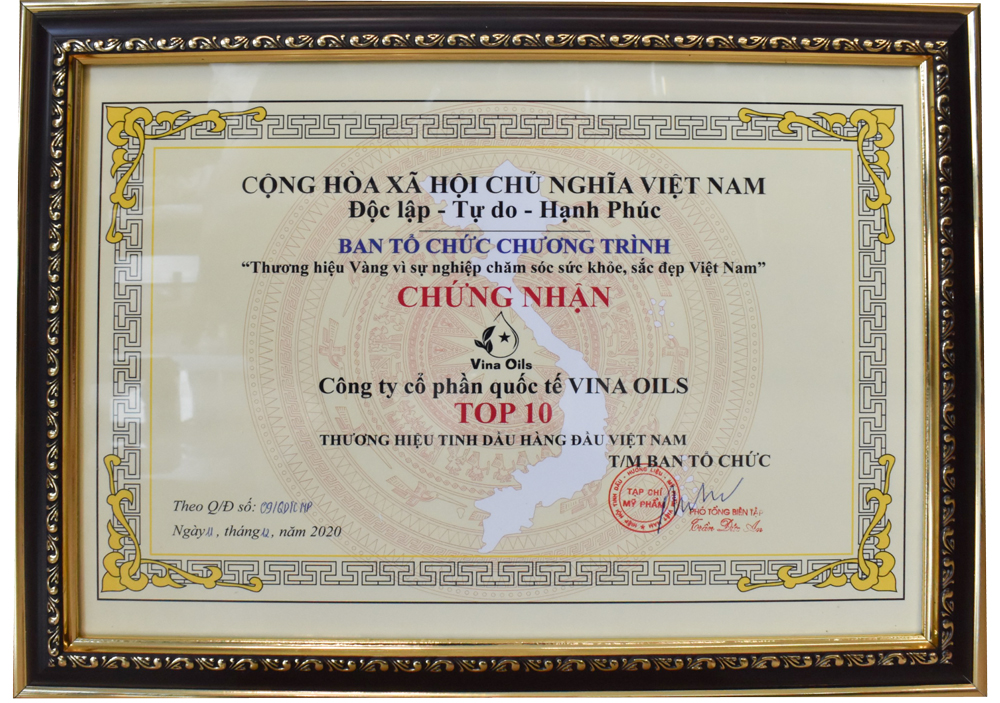 CỘNG HÒA XÃ HỘI CHỦ NGHĨA VIỆT NAM
Độc lập - Tự do - Hạnh Phúc
BAN TỔ CHỨC CHƯƠNG TRÌNH
“Thương hiệu Vàng vì sự nghiệp chăm sóc sức khỏe, sắc đẹp Việt Nam”
CHỨNG NHẬN
Vina Oils
Công ty cổ phần quốc tế VINA OILS
TOP 10
THƯƠNG HIỆU TINH DẦU HÀNG ĐẦU VIỆT NAM
T/M BAN TỔ CHỨC
TẠP CHÍ
MỸ PHẨM
PHÓ TỔNG BIÊN TẬP
Theo Q/Đ số: 09/QDTCMP
Ngày , tháng 12, năm 2020